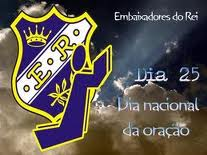 Embaixadores do Rei
E. R.
Dia 25
Dia nacional
da oração